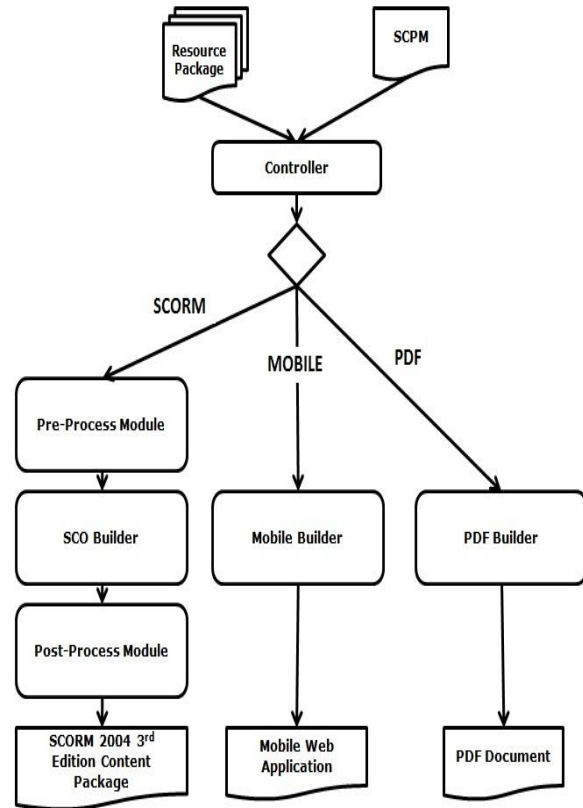 Resource
Package
SCPM
Controller
SCORM
MOBILE
PDF
Pre-Process Module
SCO Builder
Mobile Builder
PDF Builder
Post-Process Module
SCORM 2004 3rd
Edition Content
Package
Mobile Web
Application
PDF Document